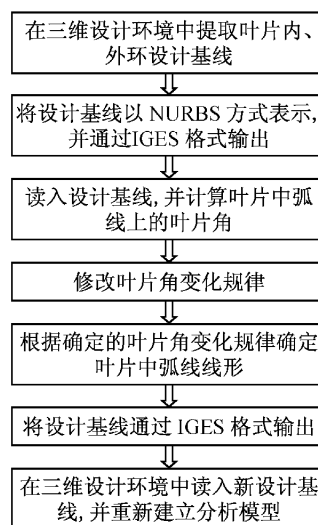 在三维设计环境中提取叶片内、
外环设计基线
将设计基线以 NURBS 方式表示,
并通过IGES 格式输出
读入设计基线,并计算叶片中弧
线上的叶片角
修改叶片角变化规律
根据确定的叶片角变化规律确定
叶片中弧线线形
将设计基线通过 IGES 格式输出
在三维设计环境中读入新设计基
线,并重新建立分析模型